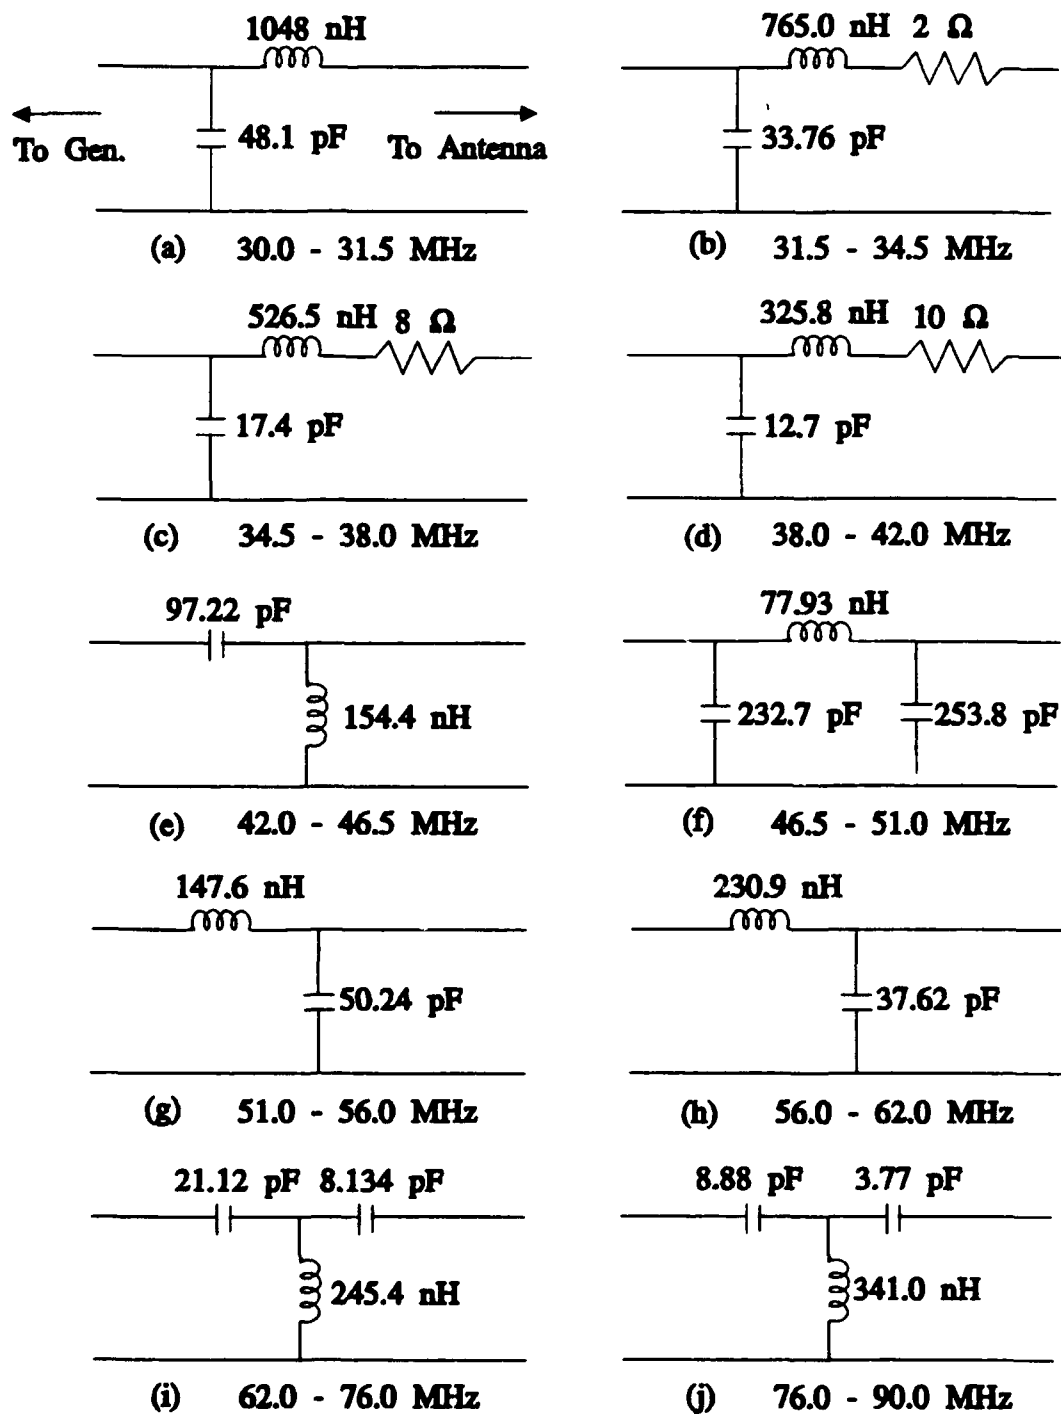 1048 nH
48.1 pF
To Gen.
To Antenna
(a) 30.0 - 31.5 MHz
765.0 nH 2 Ω
33.76 pF
(b) 31.5 - 34.5 MHz
526.5 nH 8 Ω
17.4 pF
(c) 34.5 - 38.0 MHz
325.8 nH 10 Ω
12.7 pF
(d) 38.0 - 42.0 MHz
97.22 pF
154.4 nH
(e) 42.0 - 46.5 MHz
77.93 nH
232.7 pF
253.8 pF
(f) 46.5 - 51.0 MHz
147.6 nH
50.24 pF
(g) 51.0 - 56.0 MHz
230.9 nH
37.62 pF
(h) 56.0 - 62.0 MHz
21.12 pF 8.134 pF
245.4 nH
(i) 62.0 - 76.0 MHz
8.88 pF 3.77 pF
341.0 nH
(j) 76.0 - 90.0 MHz